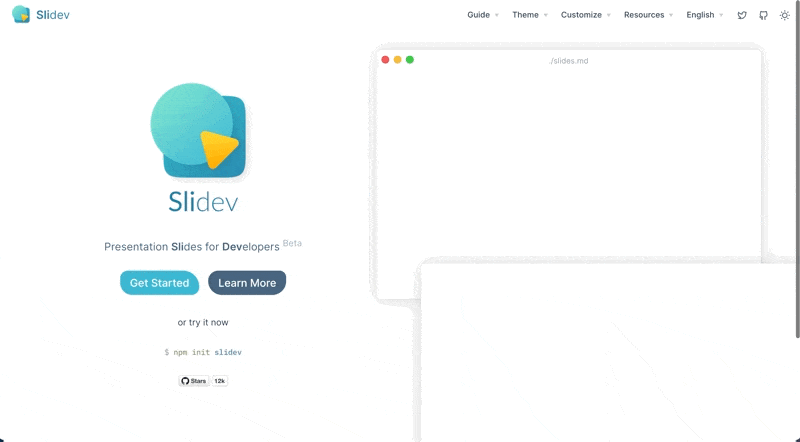 Slidev
Guide Theme Customize Resources English
./slides.md
Slidev
Presentation Slides for Developers Beta
Get Started Learn More
or try it now
$ npm init slidev
Stars 12k